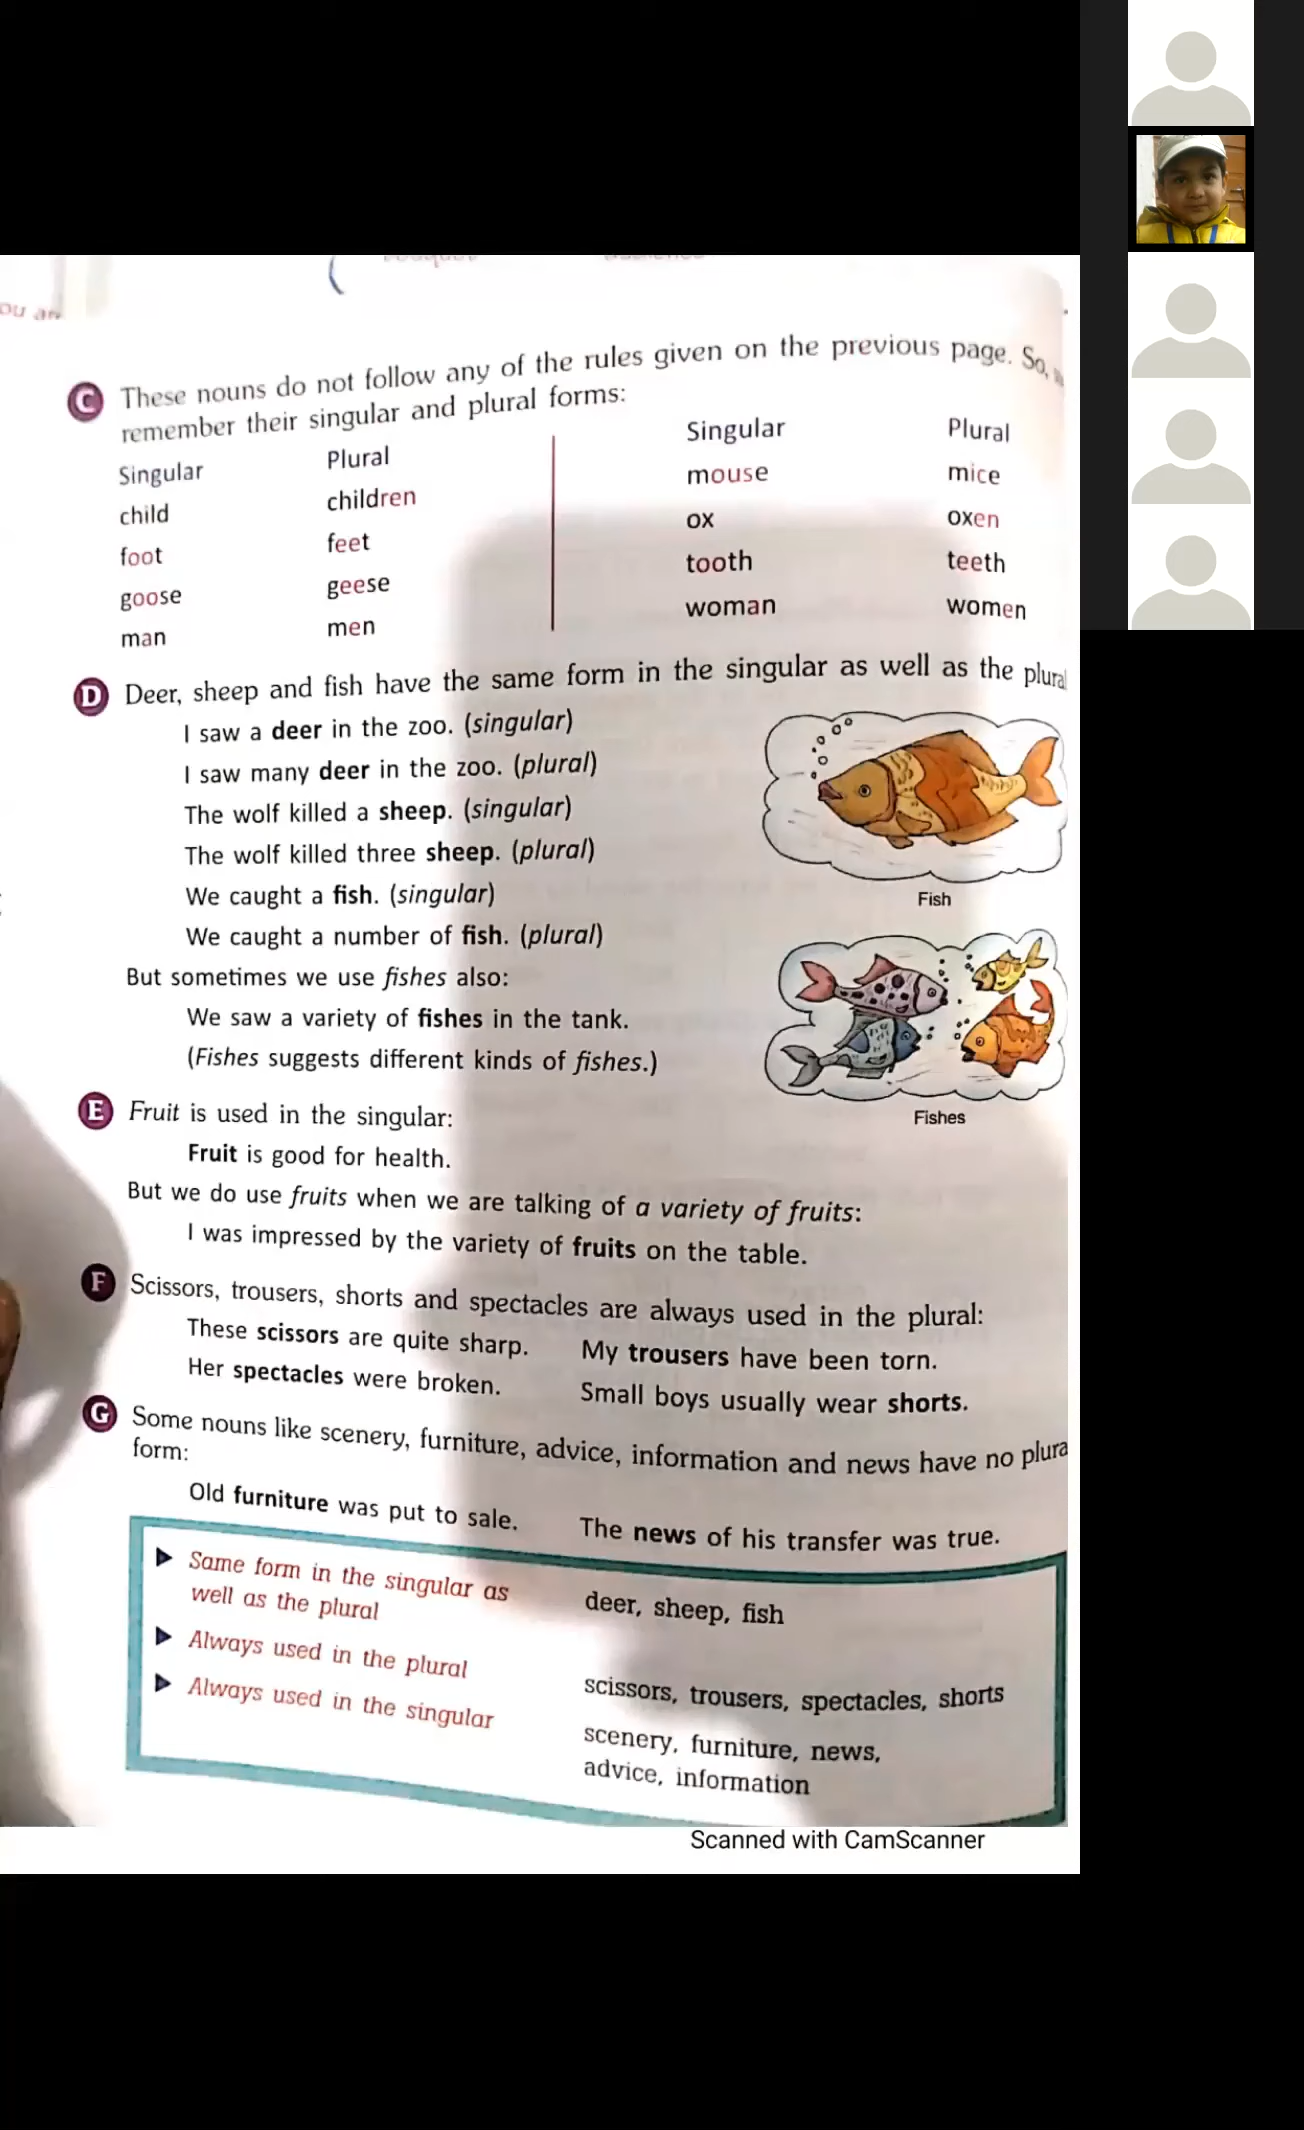 ou
C These nouns do not follow any of the rules given on the previous page. So,
remember their singular and plural forms:
Singular Plural Singular Plural
child children mouse mice
foot feet ox oxen
goose geese tooth teeth
man men woman women
D Deer, sheep and fish have the same form in the singular as well as the plural
I saw a deer in the zoo. (singular)
I saw many deer in the zoo. (plural)
The wolf killed a sheep. (singular)
The wolf killed three sheep. (plural)
We caught a fish. (singular)
Fish
We caught a number of fish. (plural)
But sometimes we use fishes also:
We saw a variety of fishes in the tank.
(Fishes suggests different kinds of fishes.)
Fishes
E Fruit is used in the singular:
Fruit is good for health.
But we do use fruits when we are talking of a variety of fruits:
I was impressed by the variety of fruits on the table.
F Scissors, trousers, shorts and spectacles are always used in the plural:
These scissors are quite sharp. My trousers have been torn.
Her spectacles were broken. Small boys usually wear shorts.
G Some nouns like scenery, furniture, advice, information and news have no plura
form:
Old furniture was put to sale. The news of his transfer was true.
Same form in the singular as
well as the plural
deer, sheep, fish
Always used in the plural
scissors, trousers, spectacles, shorts
Always used in the singular
scenery, furniture, news,
advice, information
Scanned with CamScanner